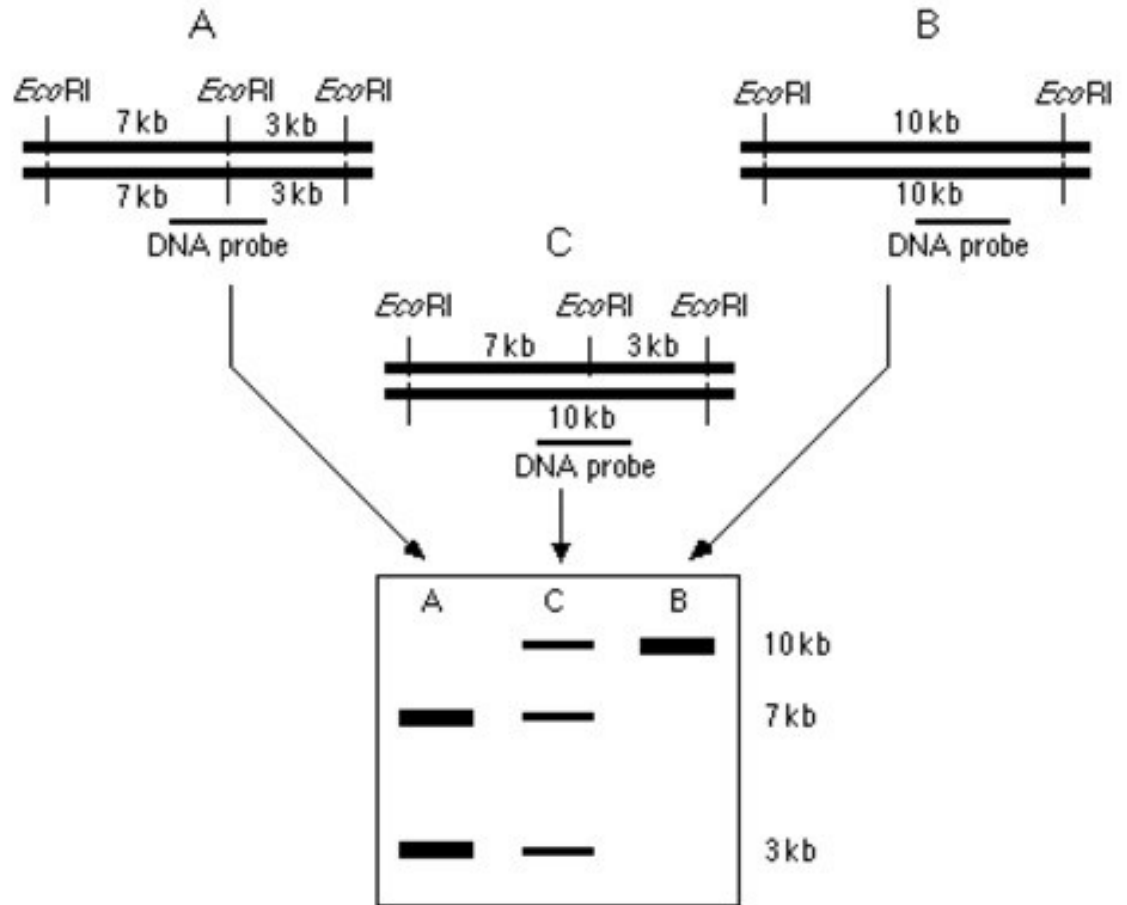 A
EcoRI EcoRI EcoRI
7 kb 3 kb
7 kb 3 kb
DNA probe
B
EcoRI EcoRI
10 kb
10 kb
DNA probe
C
EcoRI EcoRI EcoRI
7 kb 3 kb
10 kb
DNA probe
A C B
10 kb
7 kb
3 kb